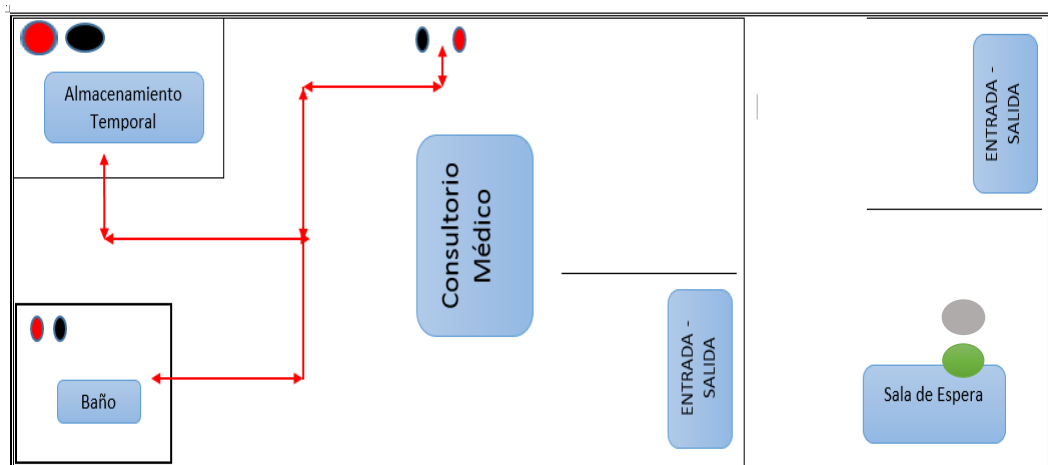 Almacenamiento
Temporal
Consultorio
Médico
ENTRADA -
SALIDA
ENTRADA -
SALIDA
Baño
Sala de Espera